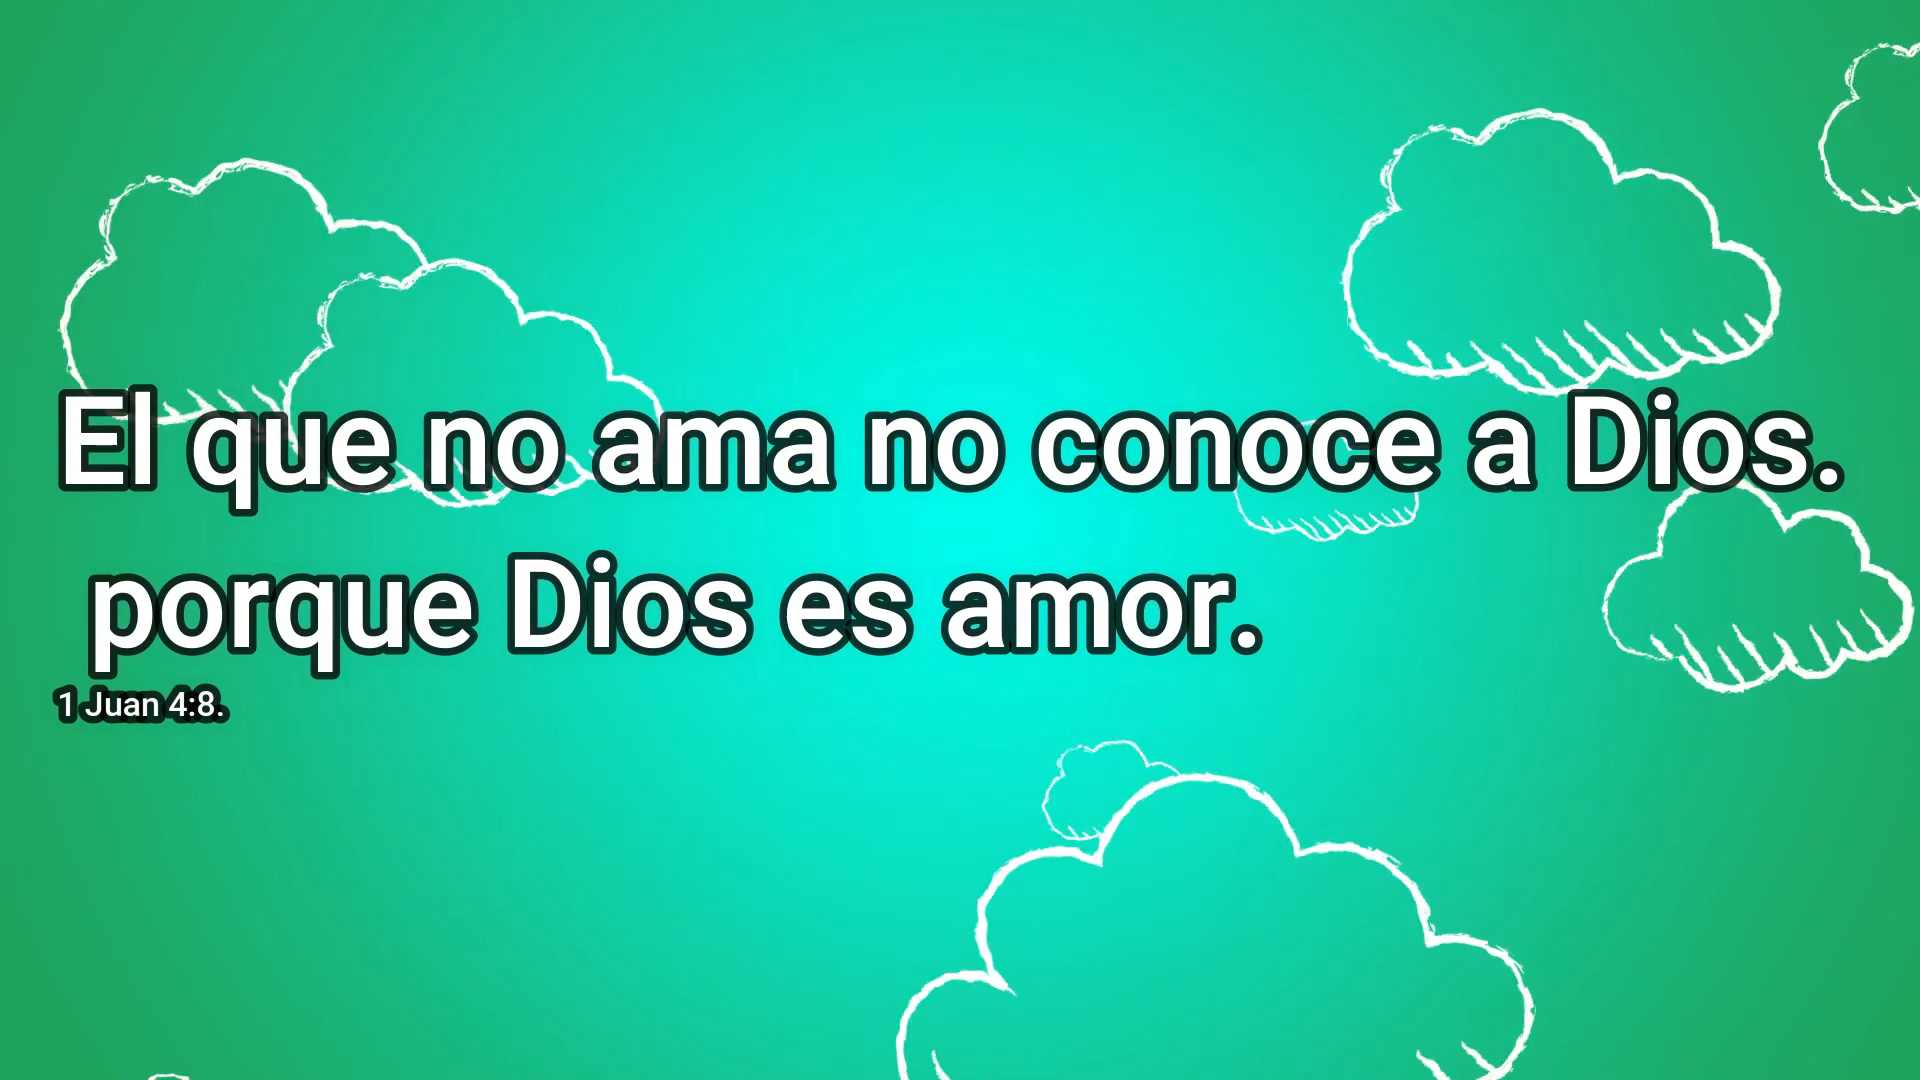 El que no ama no conoce a Dios.
porque Dios es amor.
1 Juan 4:8.